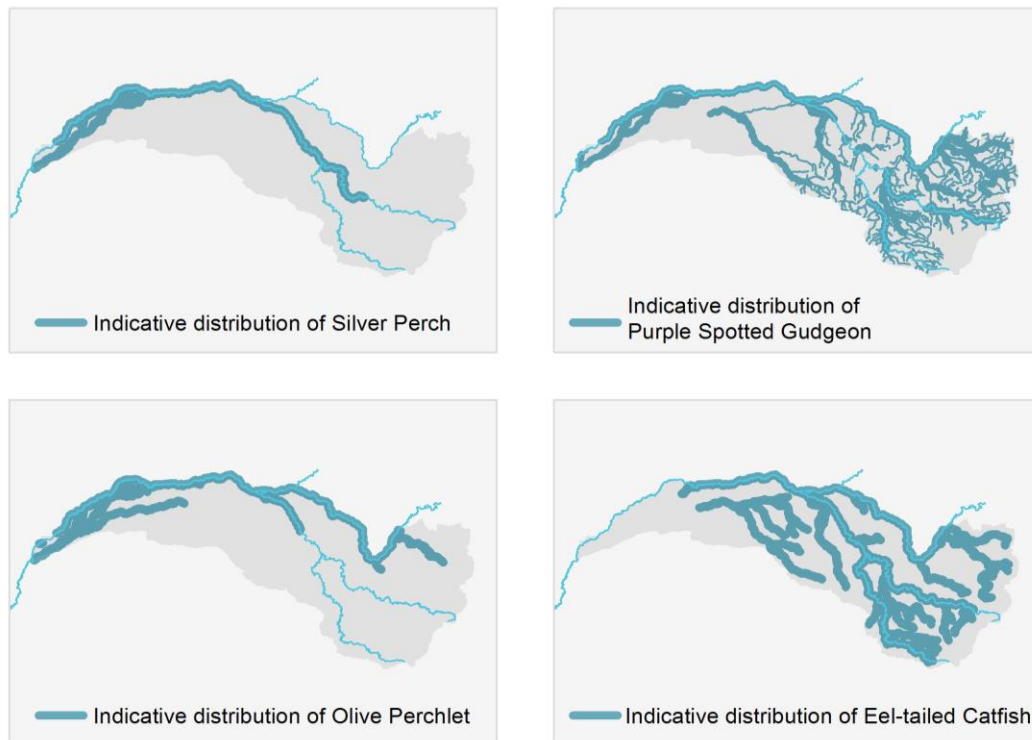 Indicative distribution of Silver Perch
Indicative distribution of
Purple Spotted Gudgeon
Indicative distribution of Olive Perchlet
Indicative distribution of Eel-tailed Catfish